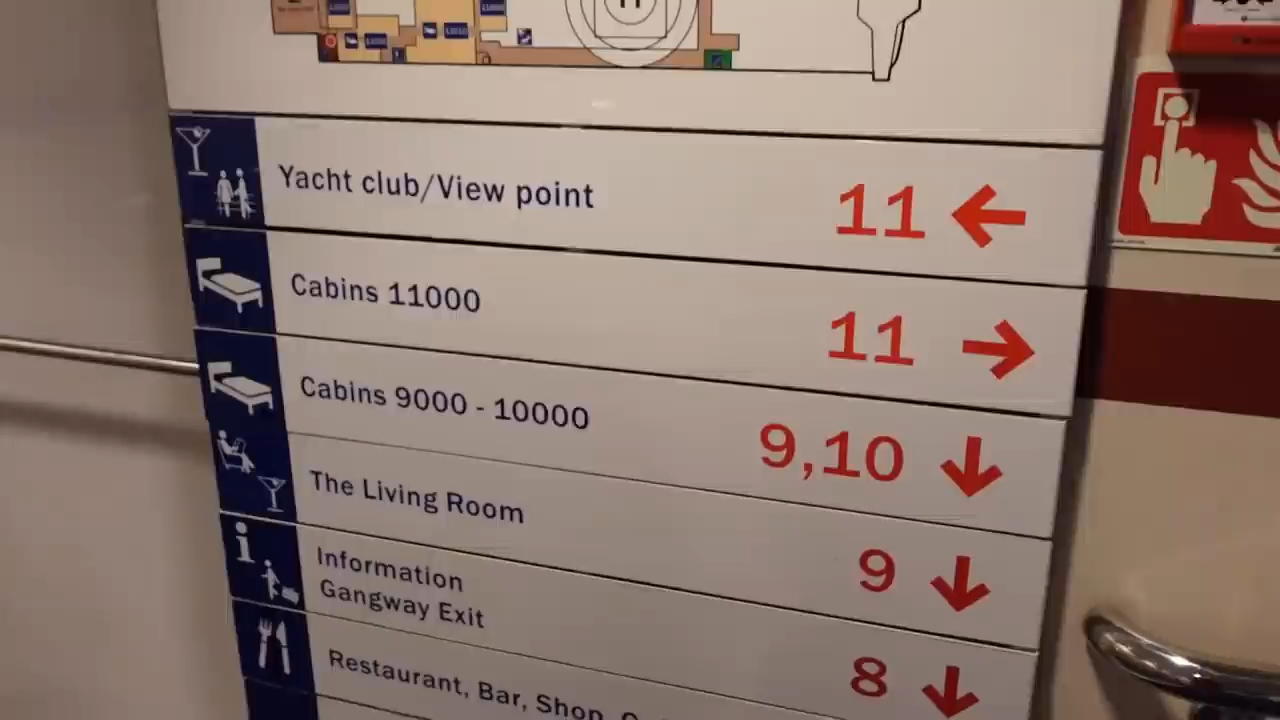 Yacht club/View point 11 ←
Cabins 11000 11 →
Cabins 9000 - 10000 9,10 ↓
The Living Room 9 ↓
Information
Gangway Exit 8 ↓
Restaurant, Bar, Shop,